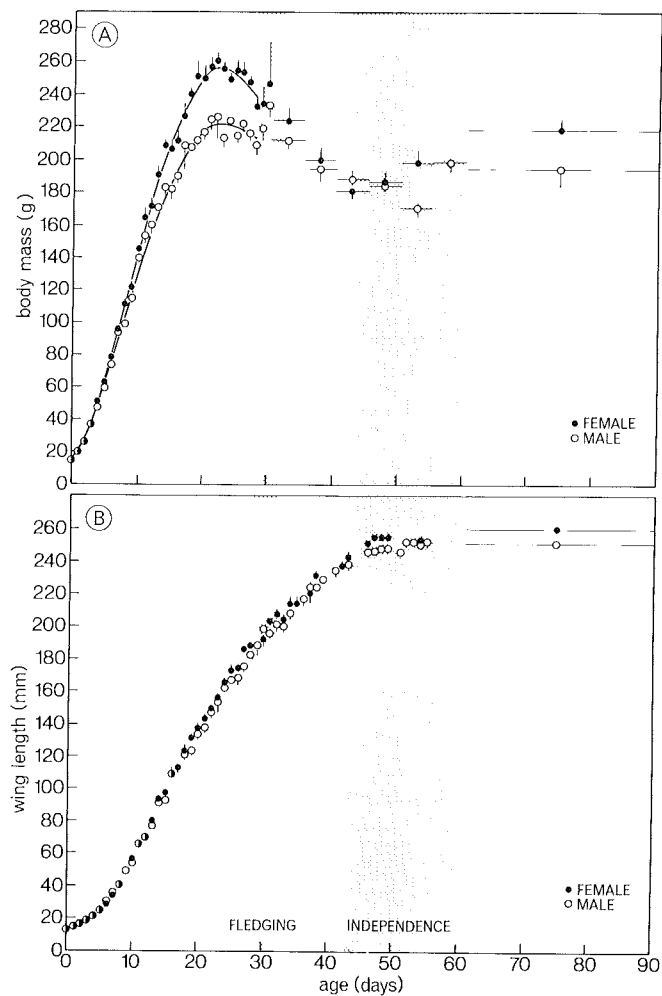 A
260
240
220
200
180
160
140
120
100
80
60
40
20
0
body mass (g)
FEMALE
MALE
B
260
240
220
200
180
160
140
120
100
80
60
40
20
0
wing length (mm)
FEMALE
MALE
FLEDGING INDEPENDENCE
0 10 20 30 40 50 60 70 80 90
age (days)